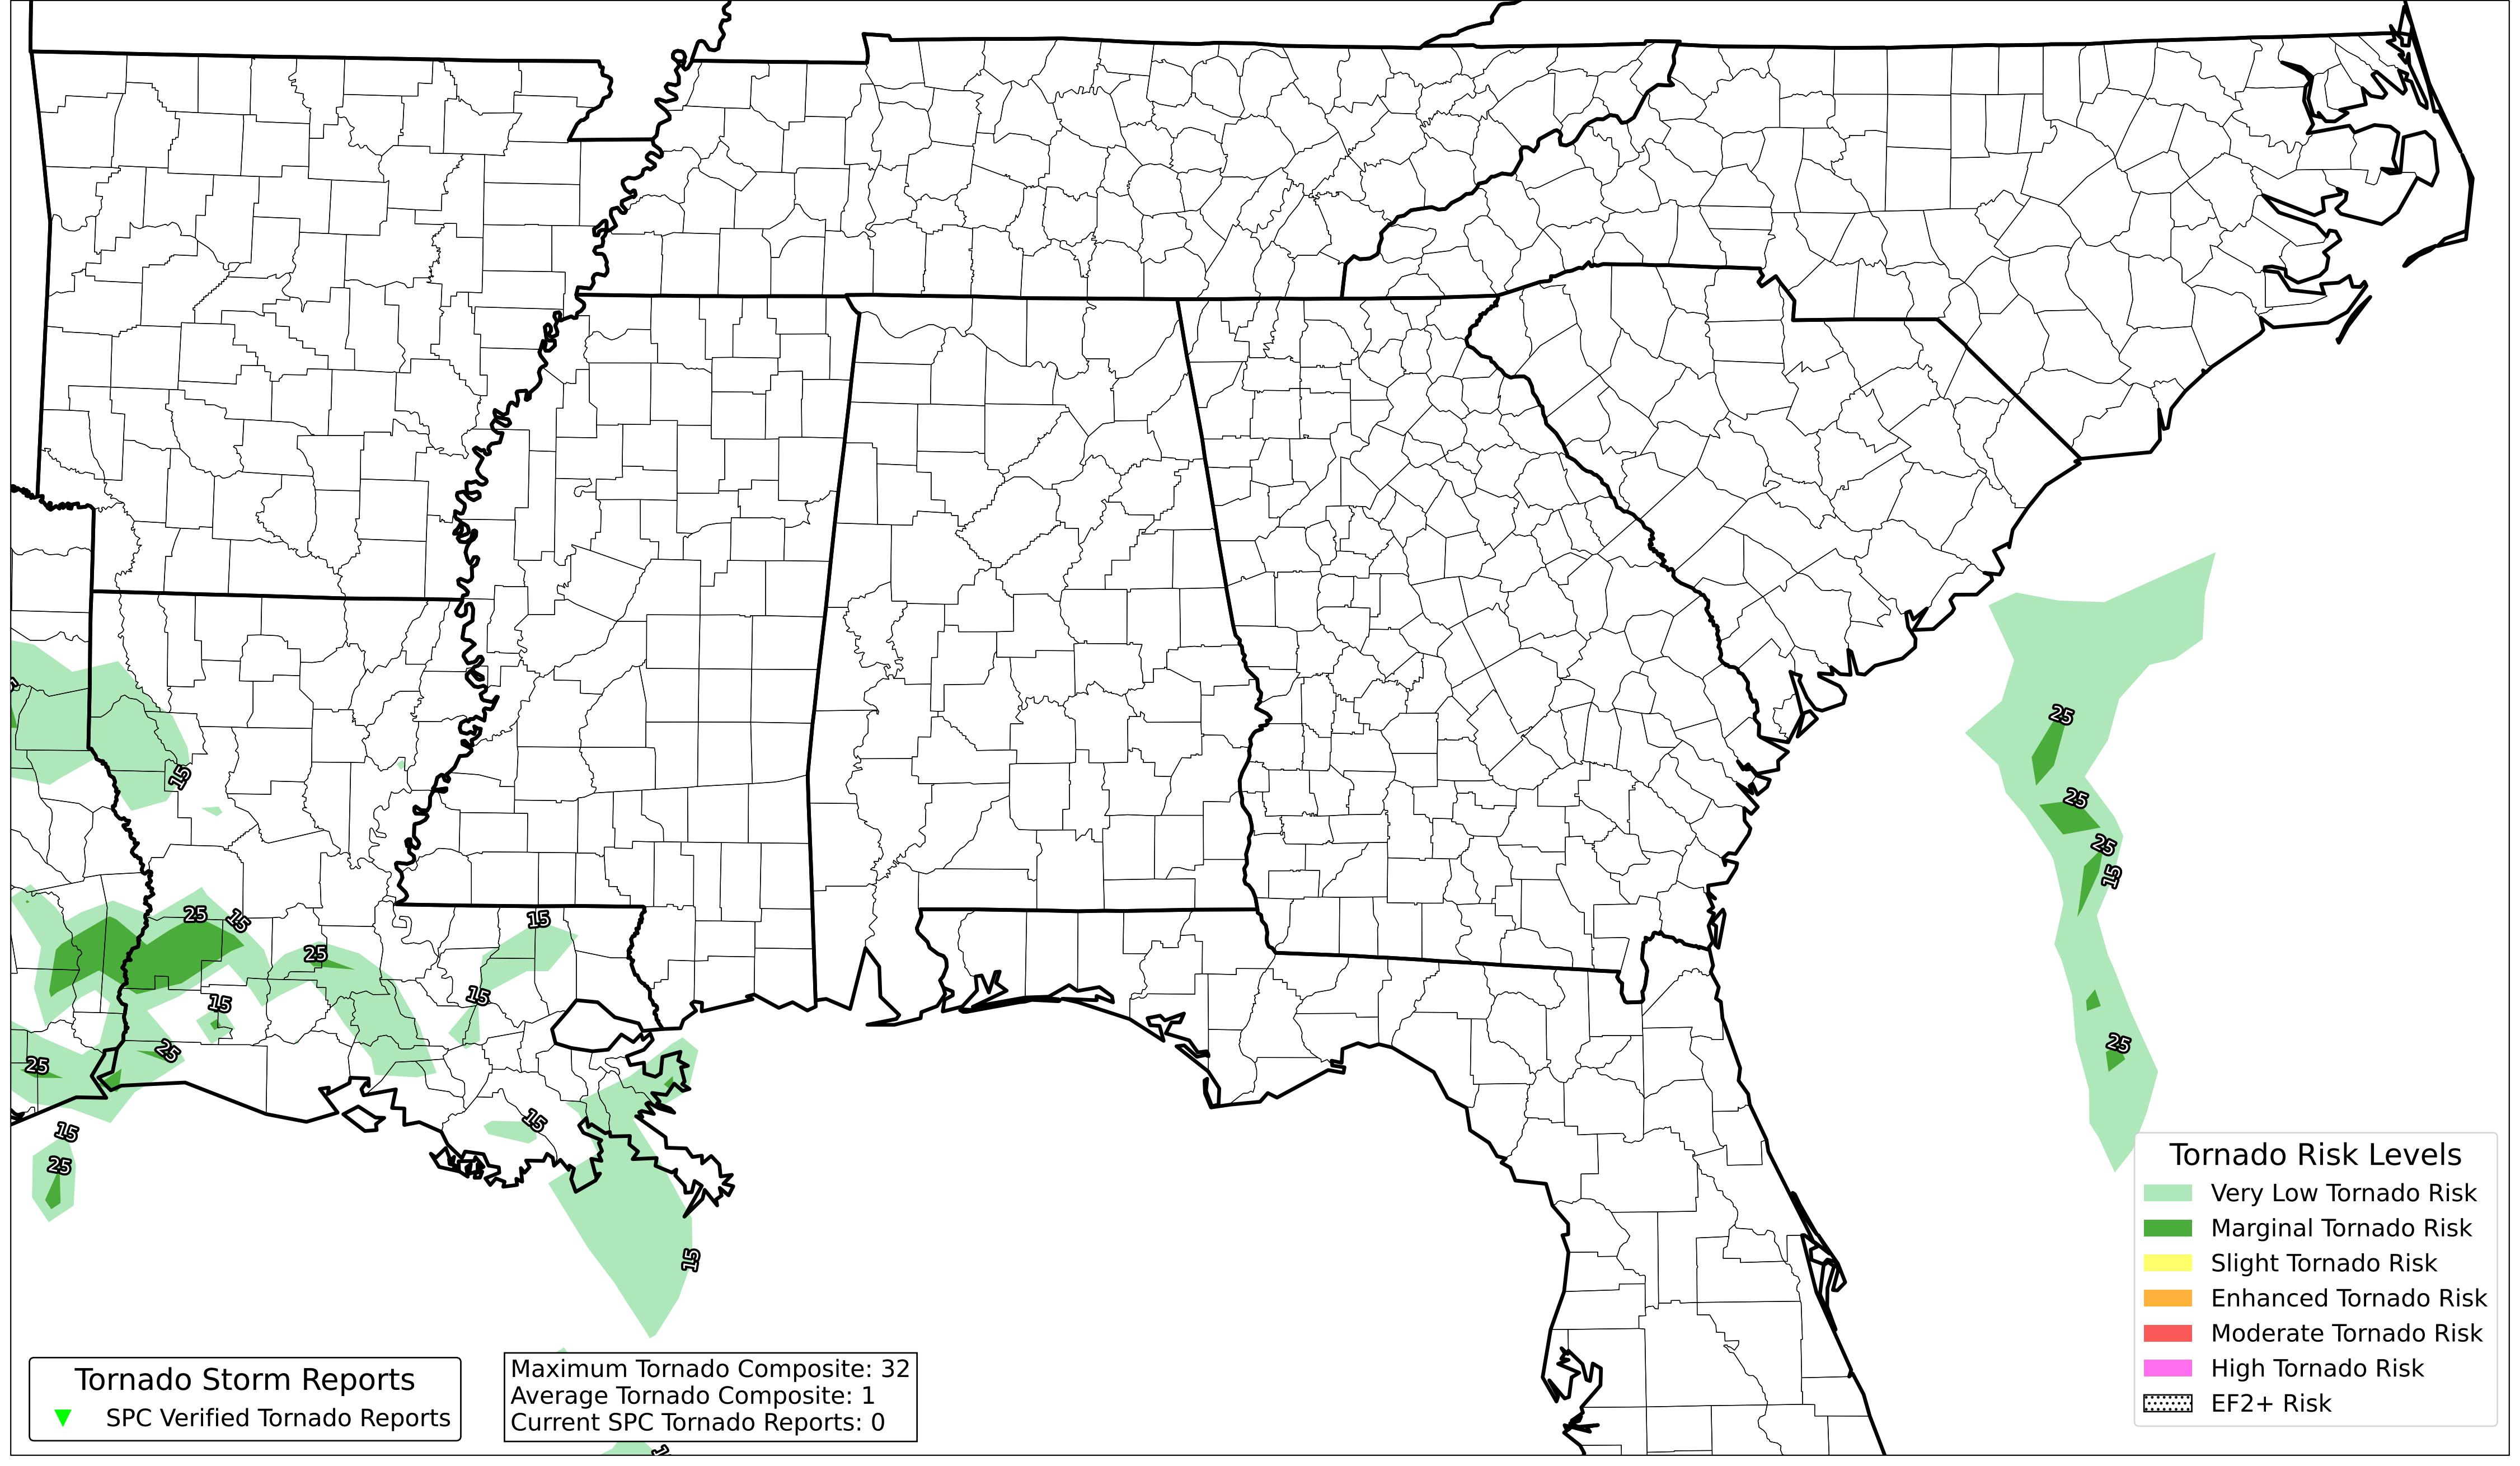 25
25
25
15
15
25
15
15
25
15
15
25
25
25
15
15
25
15
Tornado Risk Levels
Very Low Tornado Risk
Marginal Tornado Risk
Slight Tornado Risk
Enhanced Tornado Risk
Moderate Tornado Risk
High Tornado Risk
EF2+ Risk
Tornado Storm Reports
SPC Verified Tornado Reports
Maximum Tornado Composite: 32
Average Tornado Composite: 1
Current SPC Tornado Reports: 0